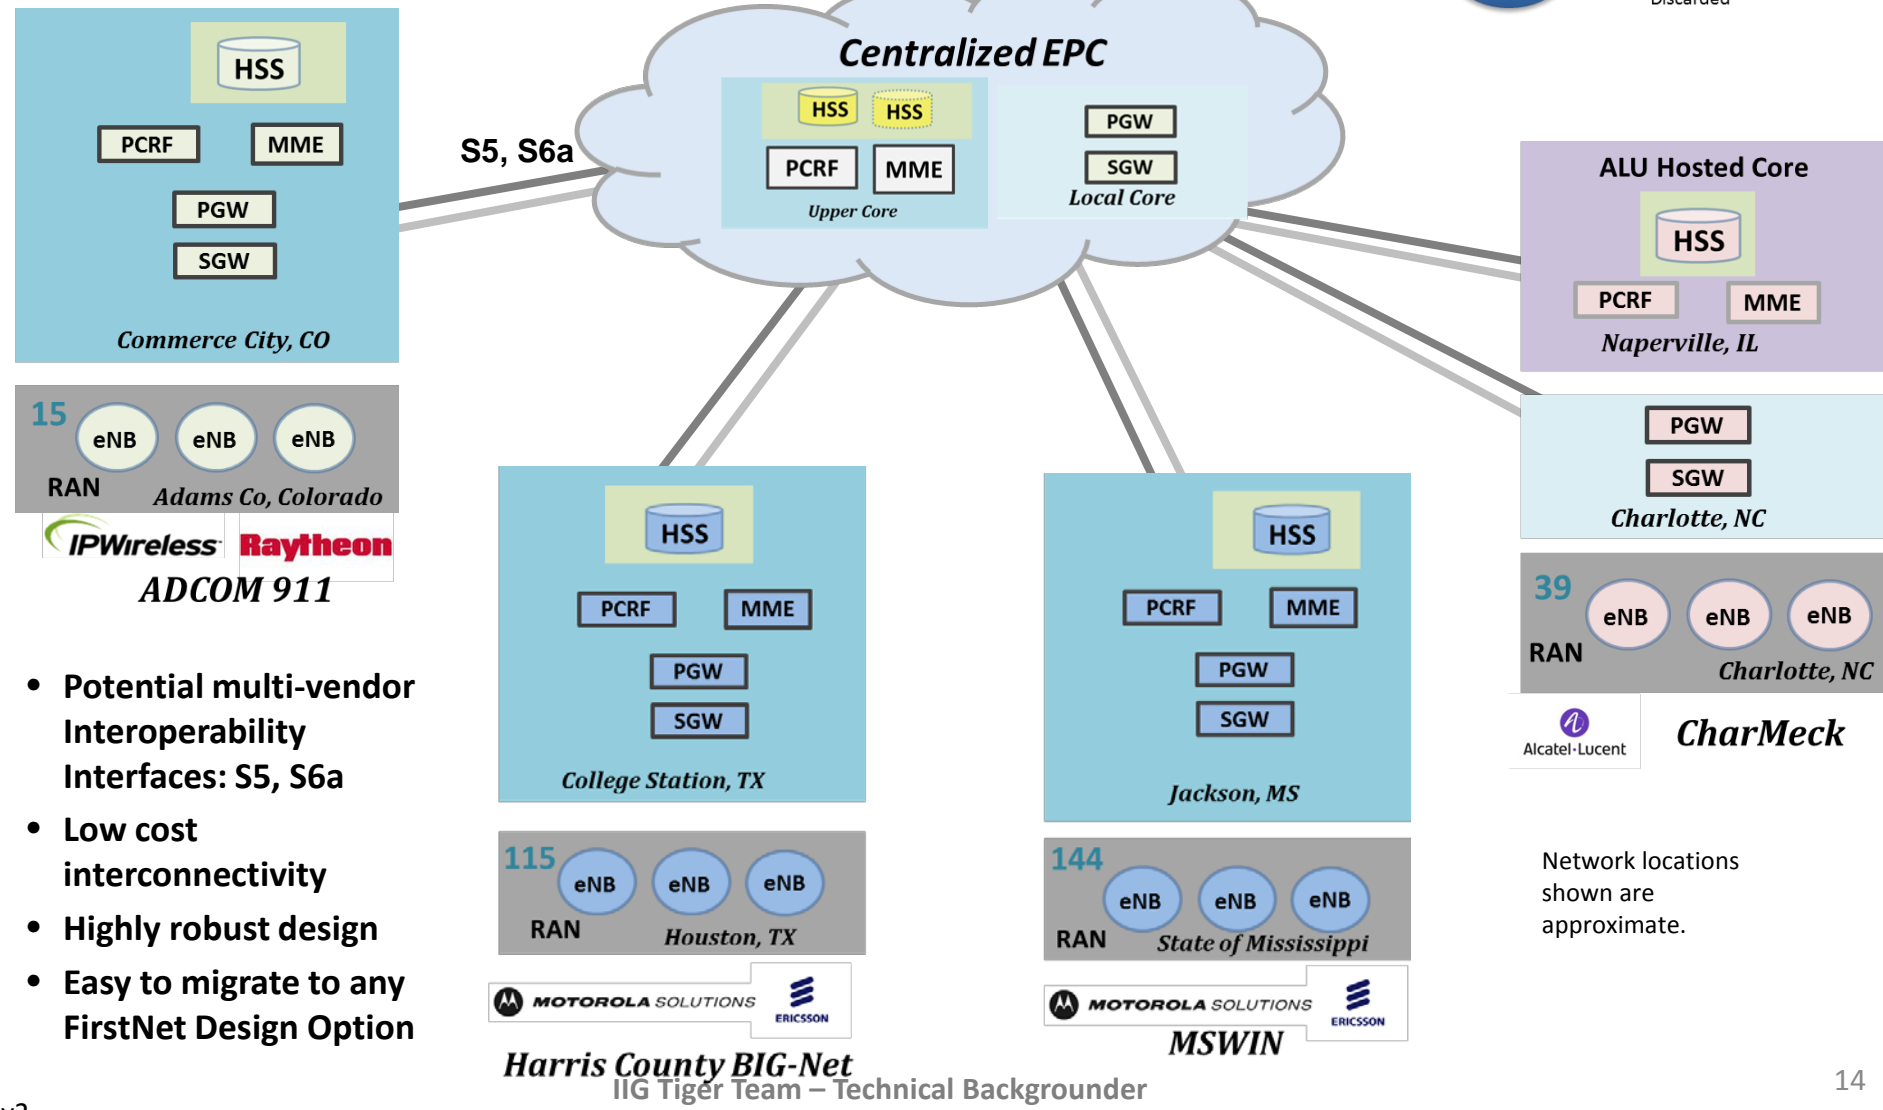 Discarded
Centralized EPC
HSS
HSS
PCRF
MME
Upper Core
PGW
SGW
Local Core
S5, S6a
HSS
PCRF
MME
PGW
SGW
Commerce City, CO
15
eNB
eNB
eNB
RAN
Adams Co, Colorado
IPWireless
Raytheon
ADCOM 911
• Potential multi-vendor
Interoperability
Interfaces: S5, S6a
• Low cost
interconnectivity
• Highly robust design
• Easy to migrate to any
FirstNet Design Option
HSS
PCRF
MME
PGW
SGW
College Station, TX
115
eNB
eNB
eNB
RAN
Houston, TX
MOTOROLA SOLUTIONS
ERICSSON
Harris County BIG-Net
HSS
PCRF
MME
PGW
SGW
Jackson, MS
144
eNB
eNB
eNB
RAN
State of Mississippi
MOTOROLA SOLUTIONS
ERICSSON
MSWIN
ALU Hosted Core
HSS
PCRF
MME
Naperville, IL
PGW
SGW
Charlotte, NC
39
eNB
eNB
eNB
RAN
Charlotte, NC
Alcatel·Lucent
CharMeck
Network locations
shown are
approximate.
IIG Tiger Team – Technical Backgrounder
14